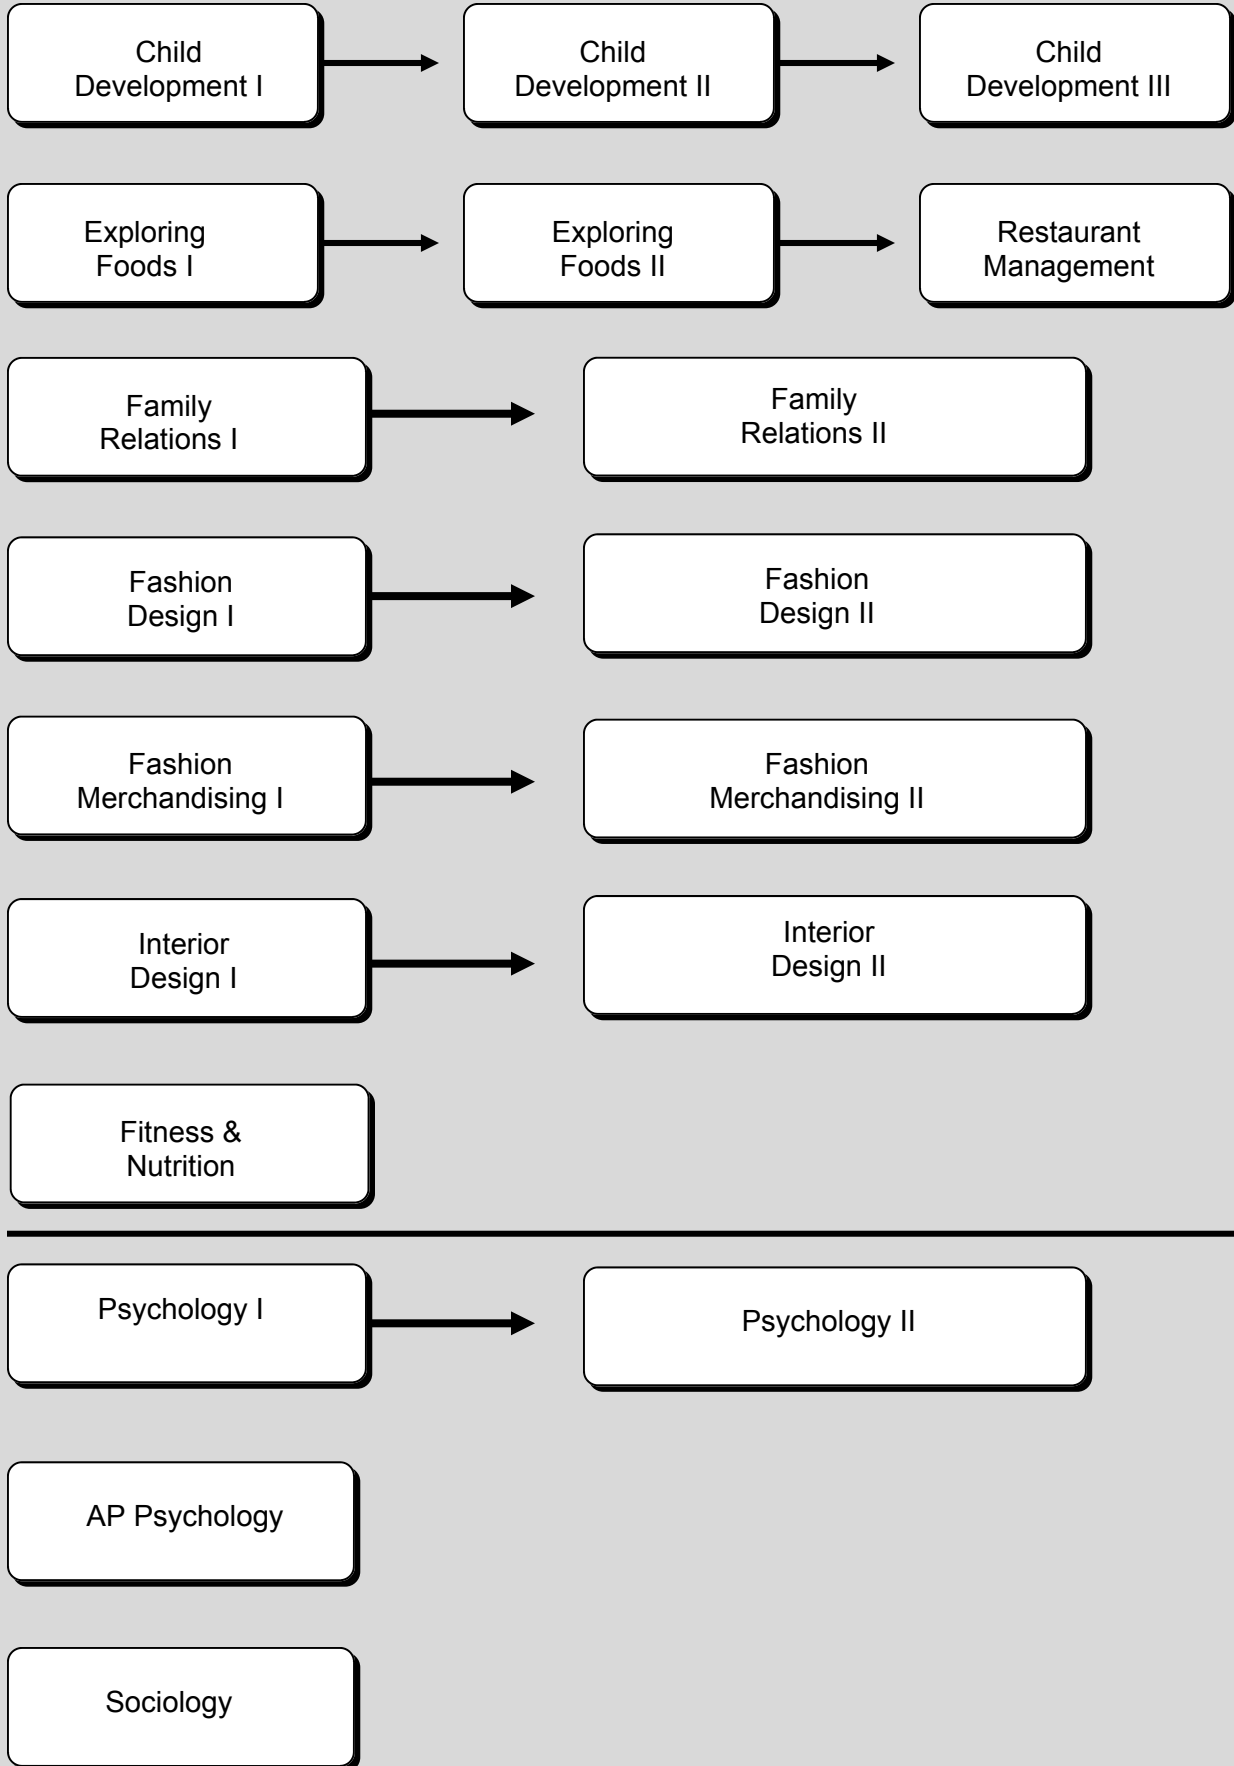 Child
Development I
Child
Development II
Child
Development III
Exploring
Foods I
Exploring
Foods II
Restaurant
Management
Family
Relations I
Family
Relations II
Fashion
Design I
Fashion
Design II
Fashion
Merchandising I
Fashion
Merchandising II
Interior
Design I
Interior
Design II
Fitness &
Nutrition
Psychology I
Psychology II
AP Psychology
Sociology